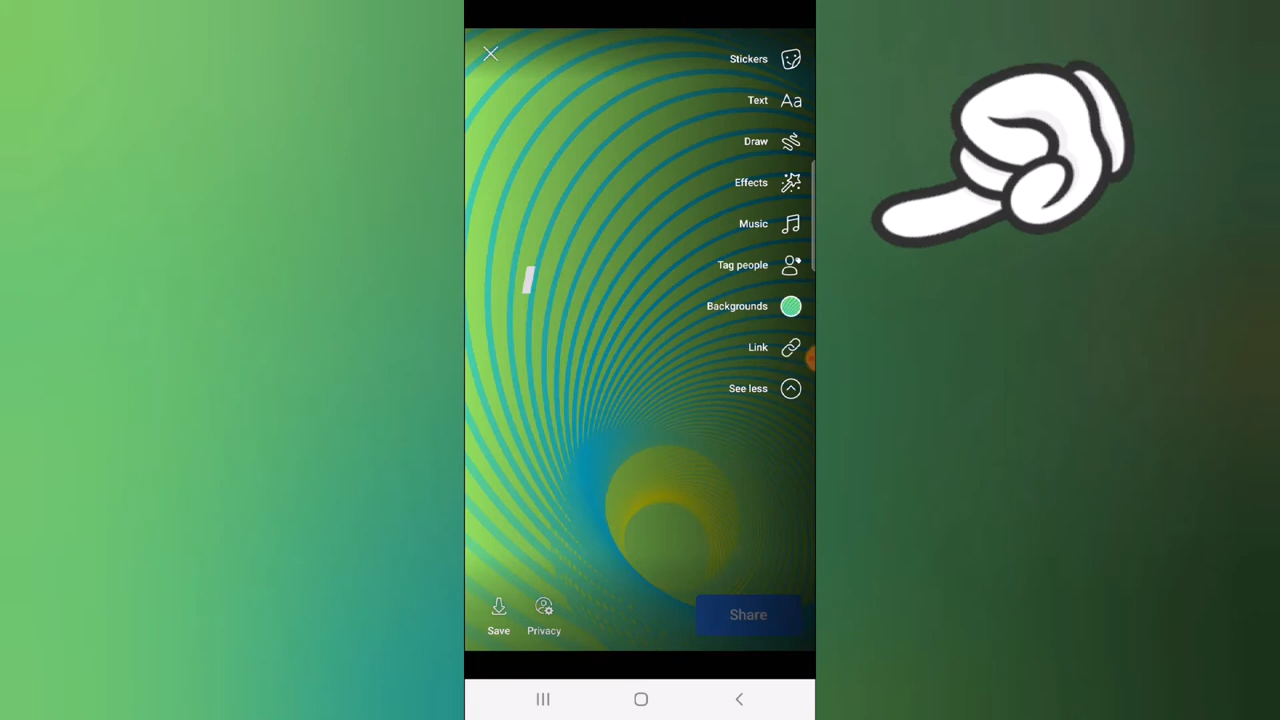 Stickers
Text Aa
Draw
Effects
Music
Tag people
Backgrounds
Link
See less
Save
Privacy
Share